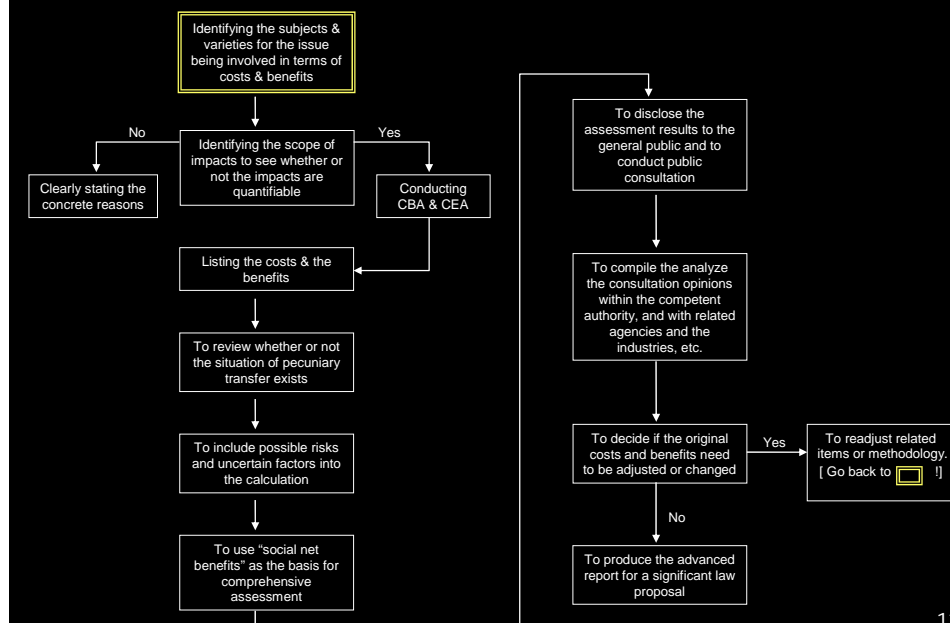 Identifying the subjects &
varieties for the issue
being involved in terms of
costs & benefits
No
Yes
Identifying the scope of
impacts to see whether or
not the impacts are
quantifiable
Clearly stating the
concrete reasons
Conducting
CBA & CEA
Listing the costs & the
benefits
To review whether or not
the situation of pecuniary
transfer exists
To include possible risks
and uncertain factors into
the calculation
To use “social net
benefits” as the basis for
comprehensive
assessment
To disclose the
assessment results to the
general public and to
conduct public
consultation
To compile the analyze
the consultation opinions
within the competent
authority, and with related
agencies and the
industries, etc.
To decide if the original
costs and benefits need
to be adjusted or changed
Yes
To readjust related
items or methodology.
[ Go back to !]
No
To produce the advanced
report for a significant law
proposal